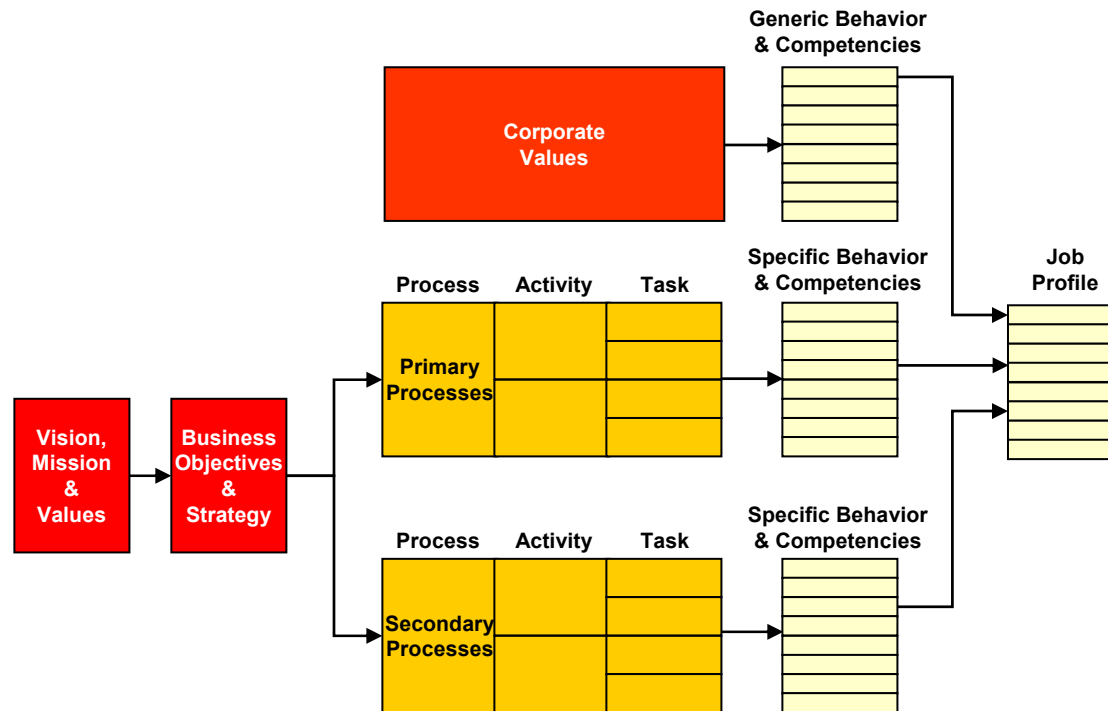 Generic Behavior
& Competencies
Corporate
Values
Specific Behavior
& Competencies
Job
Profile
Process
Activity
Task
Primary
Processes
Vision,
Mission
&
Values
Business
Objectives
&
Strategy
Specific Behavior
& Competencies
Process
Activity
Task
Secondary
Processes